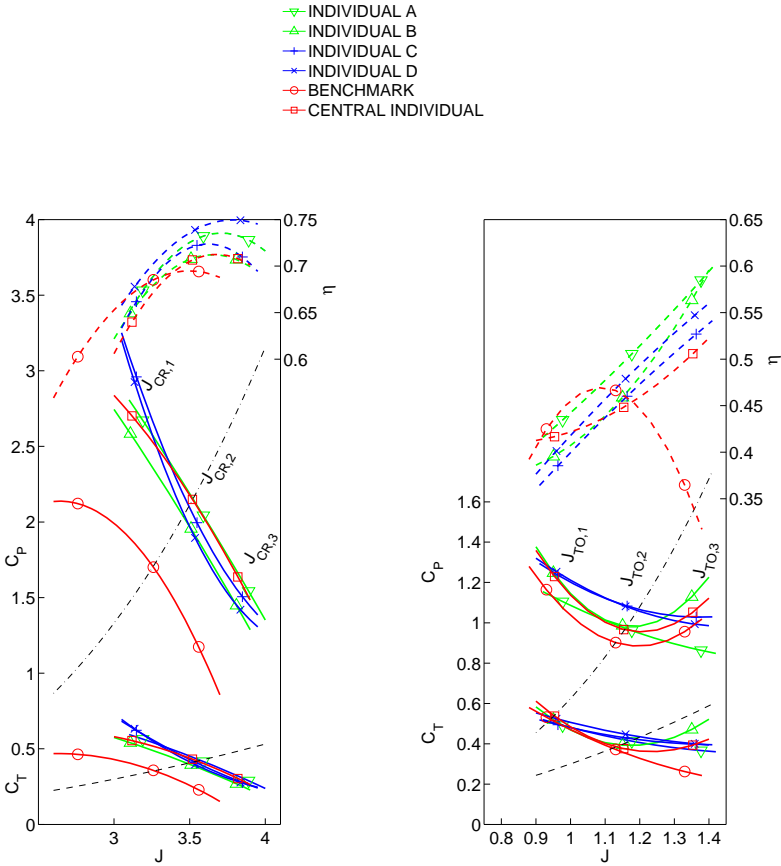 INDIVIDUAL A
INDIVIDUAL B
INDIVIDUAL C
INDIVIDUAL D
BENCHMARK
CENTRAL INDIVIDUAL
4
3.5
3
2.5
2
1.5
1
0.5
0
C_P
C_T
3
3.5
4
J
0.75
0.7
0.65
0.6
η
J_CR,1
J_CR,2
J_CR,3
1.6
1.4
1.2
1
0.8
0.6
0.4
0.2
0
C_P
C_T
0.8
0.9
1
1.1
1.2
1.3
1.4
J
0.65
0.6
0.55
0.5
0.45
0.4
0.35
η
J_TO,1
J_TO,2
J_TO,3